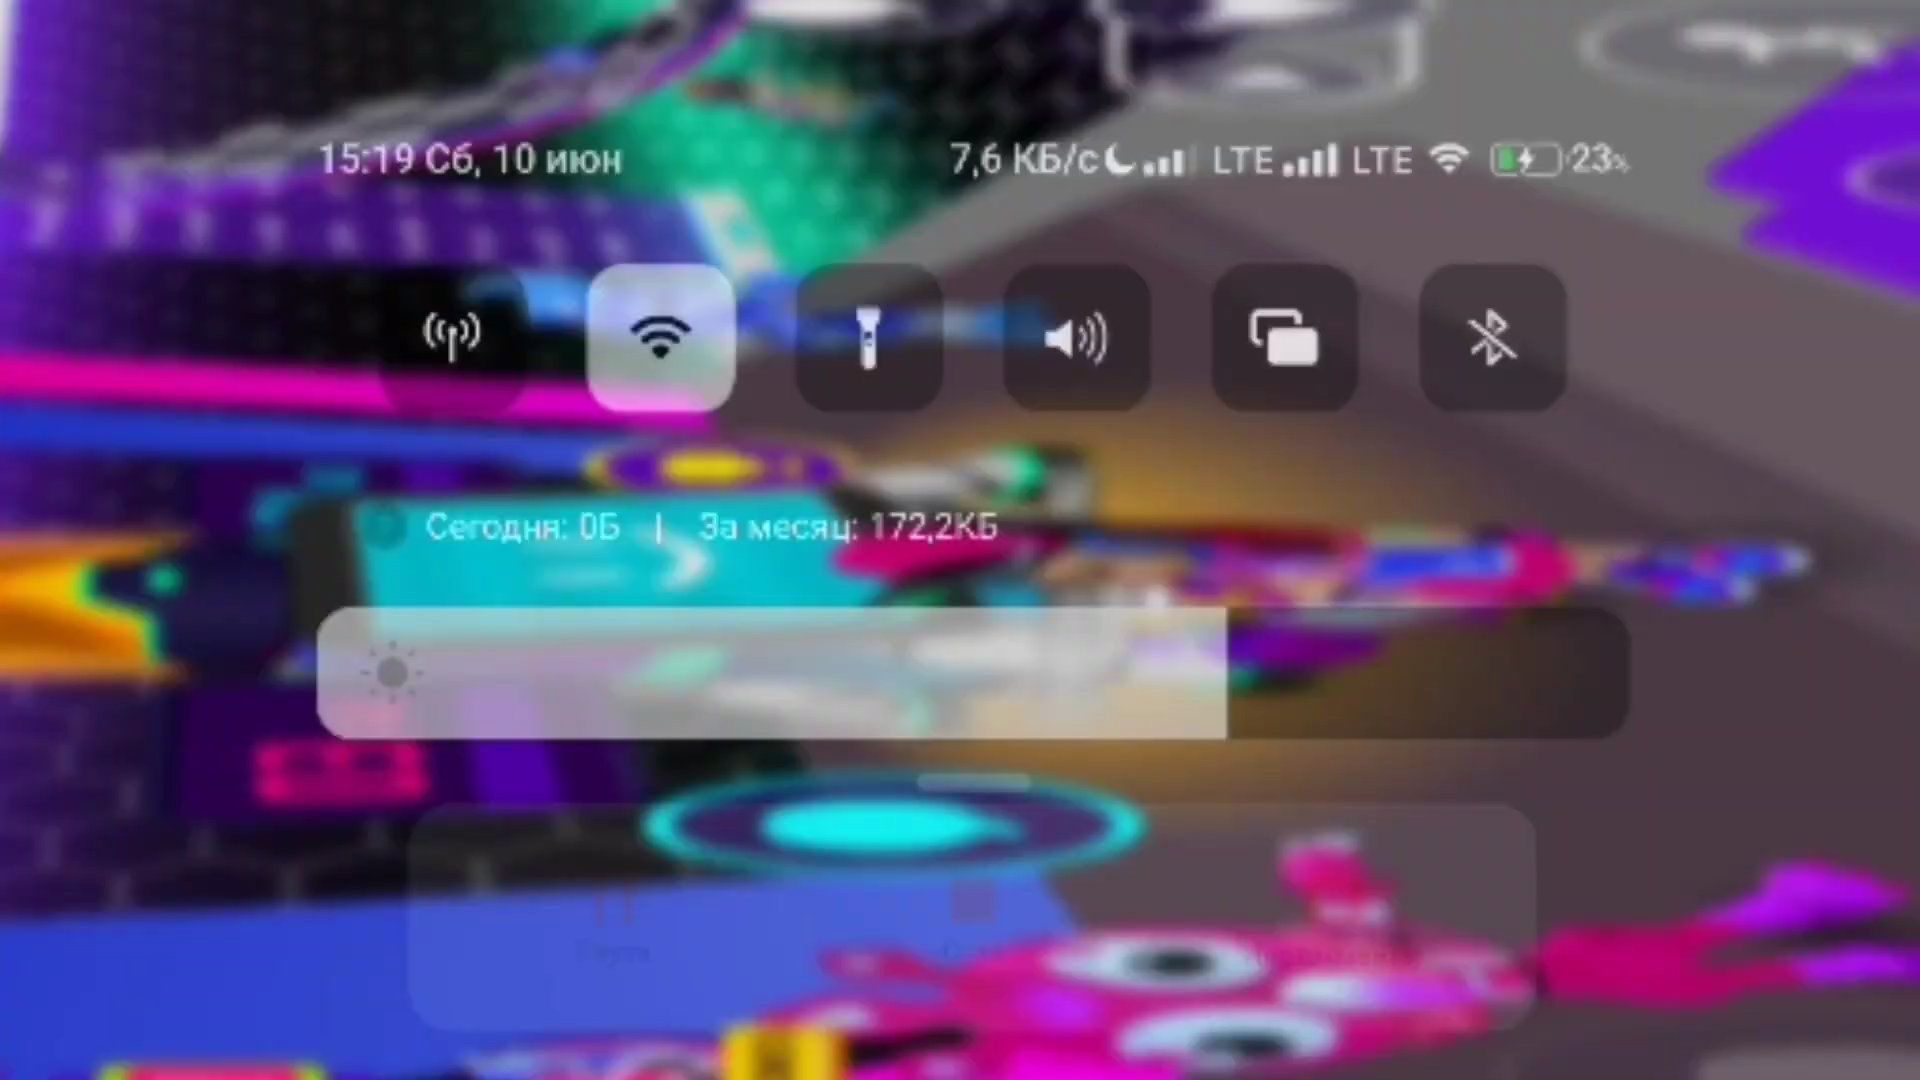 15:19 Сб, 10 июн
7,6 КБ/с LTE LTE 23%
Сегодня: 0Б | За месяц: 172,2КБ